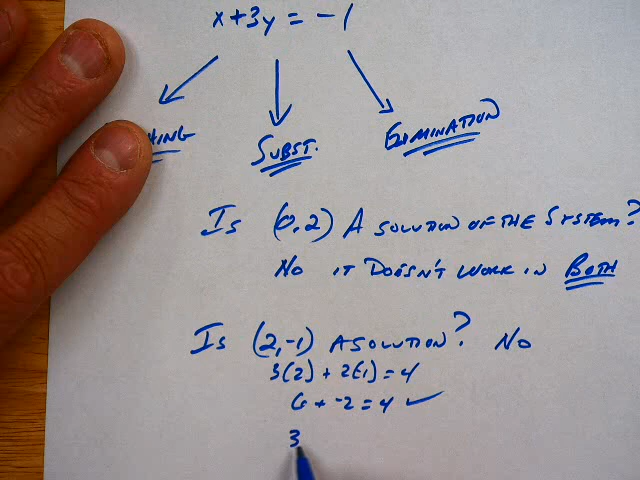 x+3y = -1
SUBST.
ELIMINATION
Is (0,2) A SOLUTION OF THE SYSTEM?
No IT DOESN'T WORK IN BOTH
Is (2,-1) A SOLUTION? No
3(2) + 2(-1) = 4
6 + -2 = 4 ✓
3